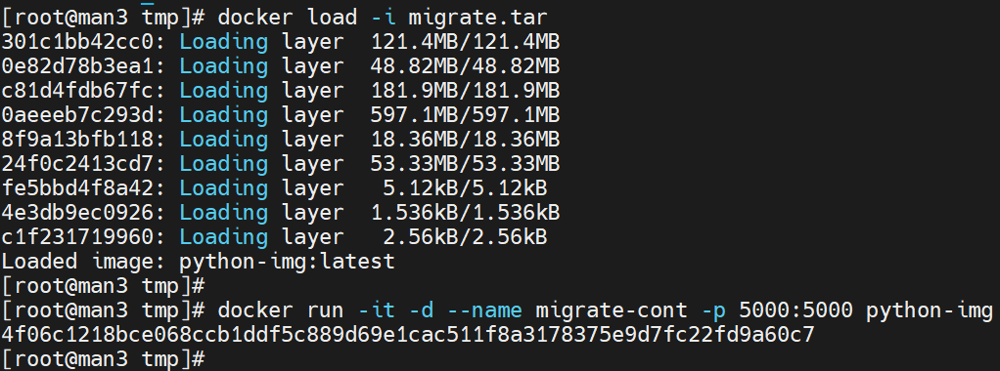 [root@man3 tmp]# docker load -i migrate.tar
301c1bb42cc0: Loading layer  121.4MB/121.4MB
0e82d78b3ea1: Loading layer  48.82MB/48.82MB
c81d4fdb67fc: Loading layer  181.9MB/181.9MB
0aeeeb7c293d: Loading layer  597.1MB/597.1MB
8f9a13bfb118: Loading layer  18.36MB/18.36MB
24f0c2413cd7: Loading layer  53.33MB/53.33MB
fe5bbd4f8a42: Loading layer   5.12kB/5.12kB
4e3db9ec0926: Loading layer  1.536kB/1.536kB
c1f231719960: Loading layer   2.56kB/2.56kB
Loaded image: python-img:latest
[root@man3 tmp]#
[root@man3 tmp]# docker run -it -d --name migrate-cont -p 5000:5000 python-img
4f06c1218bce068ccb1ddf5c889d69e1cac511f8a3178375e9d7fc22fd9a60c7
[root@man3 tmp]#